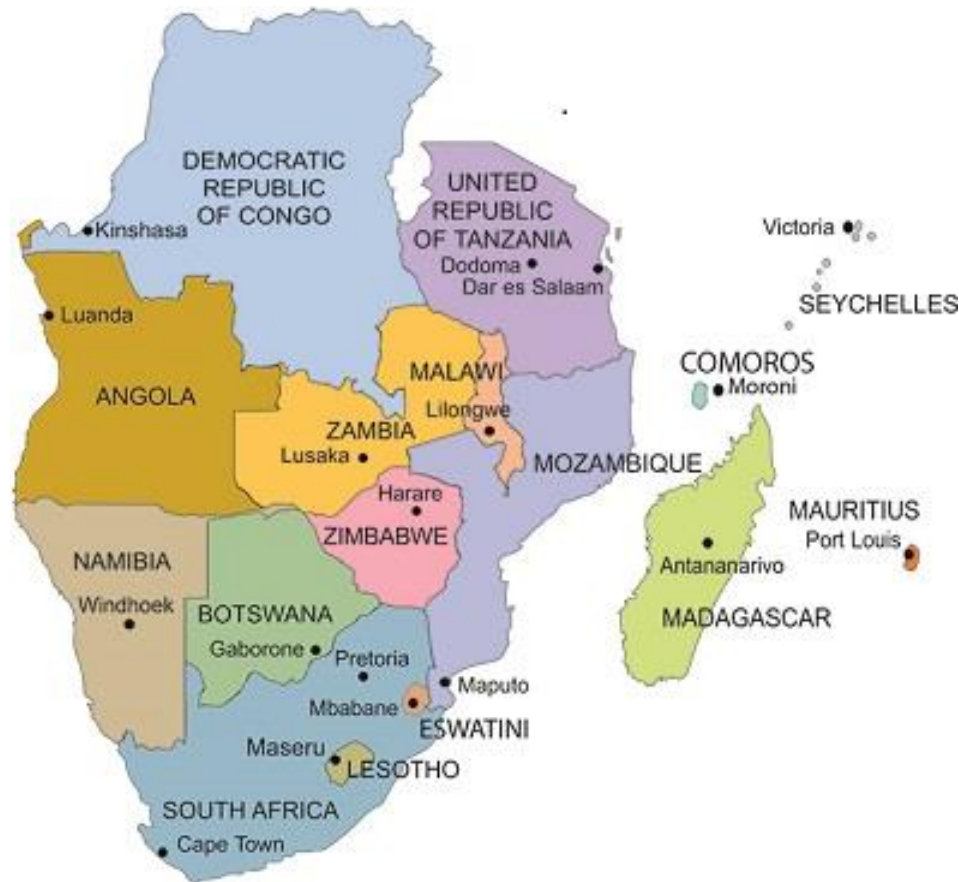 DEMOCRATIC
REPUBLIC
OF CONGO
Kinshasa
UNITED
REPUBLIC
OF TANZANIA
Dodoma
Dar es Salaam
Victoria
SEYCHELLES
Luanda
ANGOLA
MALAWI
Lilongwe
COMOROS
Moroni
ZAMBIA
Lusaka
MOZAMBIQUE
Harare
ZIMBABWE
MAURITIUS
Port Louis
Antananarivo
MADAGASCAR
NAMIBIA
Windhoek
BOTSWANA
Gaborone
Pretoria
Maputo
Mbabane
ESWATINI
Maseru
LESOTHO
SOUTH AFRICA
Cape Town